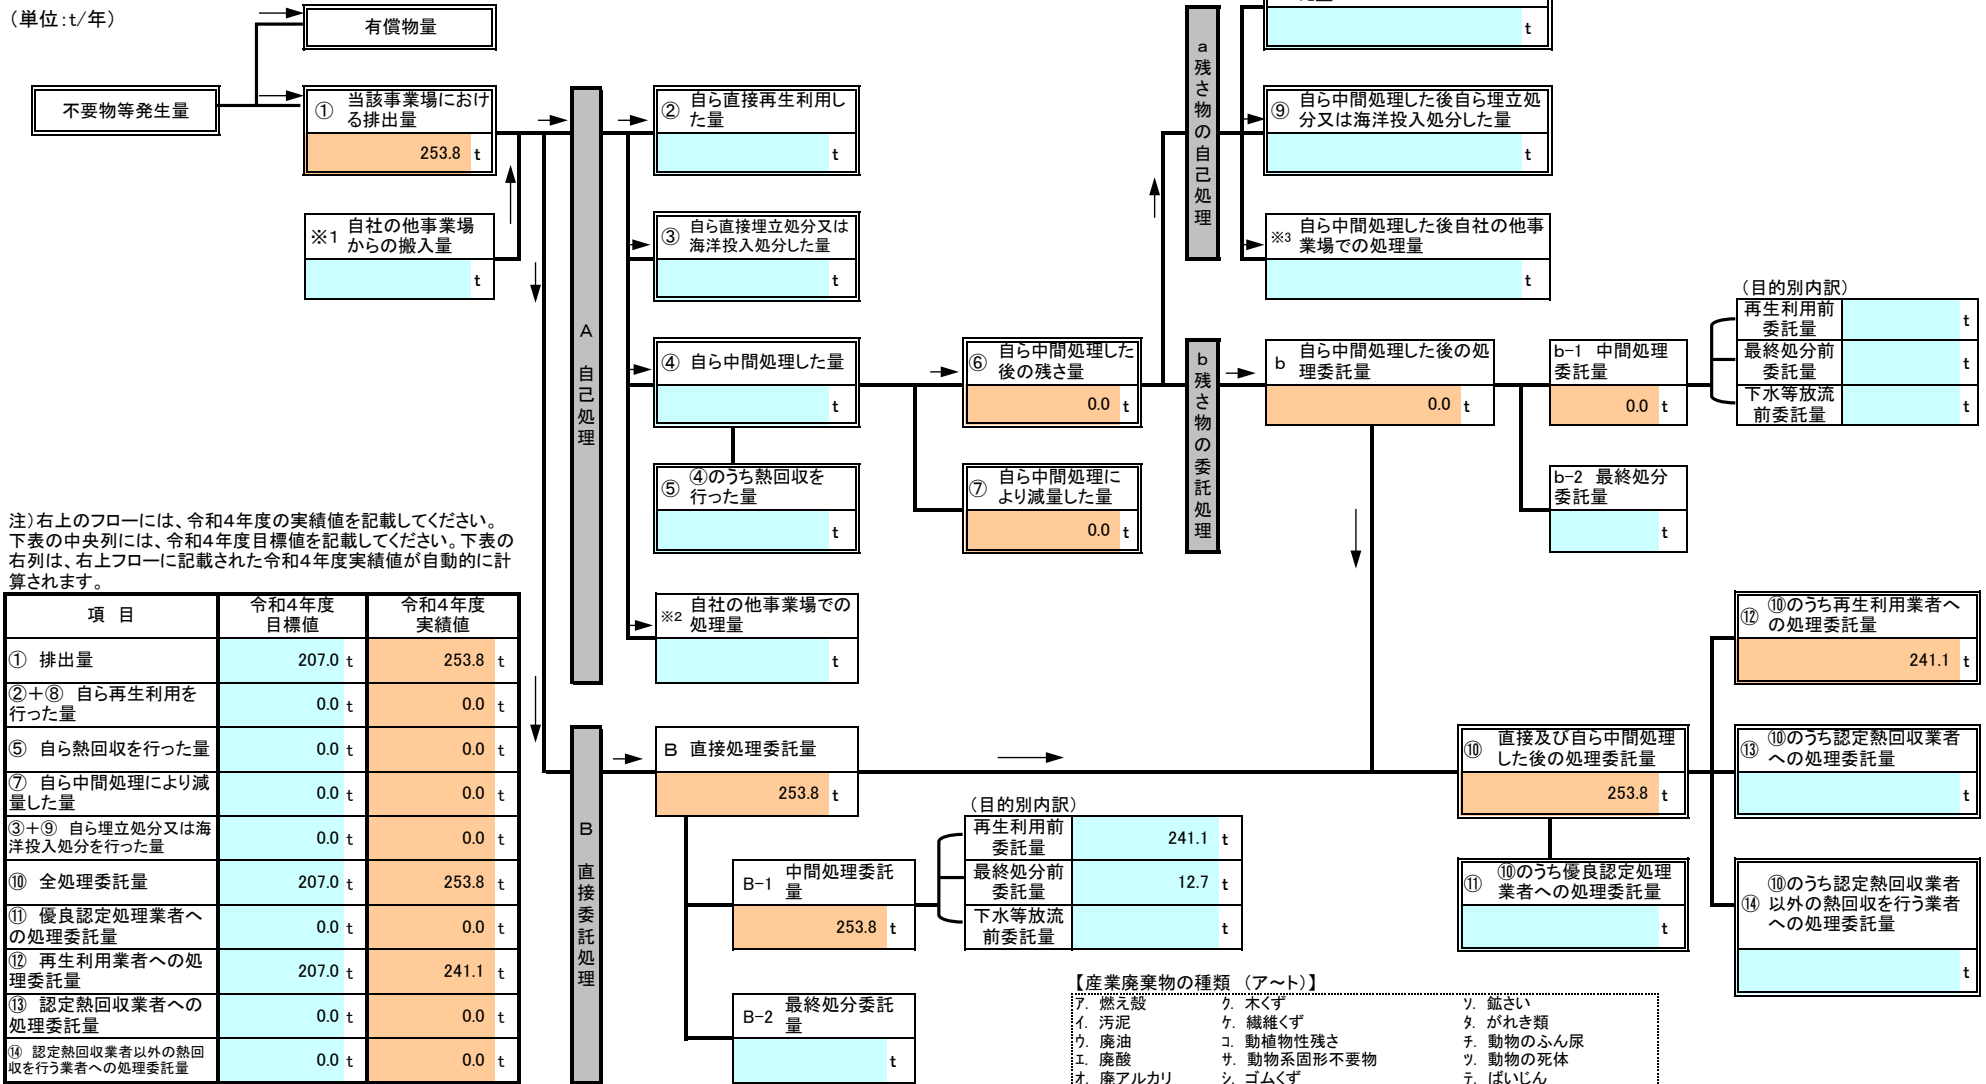 （単位：t/年）
有償物量
不要物等発生量
① 当該事業場におけ
る排出量
253.8 t
※1 自社の他事業場
からの搬入量
t
A 自己処理
② 自ら直接再生利用し
た量
t
③ 自ら直接埋立処分又は
海洋投入処分した量
t
④ 自ら中間処理した量
t
⑤ ④のうち熱回収を
行った量
t
※2 自社の他事業場での
処理量
t
⑥ 自ら中間処理した
後の残さ量
0.0 t
⑦ 自ら中間処理に
より減量した量
0.0 t
a残さ物の自己処理
t
⑨ 自ら中間処理した後自ら埋立処
分又は海洋投入処分した量
t
※3 自ら中間処理した後自社の他事
業場での処理量
t
b残さ物の委託処理
b 自ら中間処理した後の処
理委託量
0.0 t
b-1 中間処理
委託量
0.0 t
b-2 最終処分
委託量
t
（目的別内訳）
再生利用前
委託量 t
最終処分前
委託量 t
下水等放流
前委託量 t
注）右上のフローには、令和４年度の実績値を記載してください。
下表の中央列には、令和４年度目標値を記載してください。下表の
右列は、右上フローに記載された令和４年度実績値が自動的に計
算されます。
項 目 令和４年度
目標値 令和４年度
実績値
① 排出量 207.0 t 253.8 t
②＋⑧ 自ら再生利用を
行った量 0.0 t 0.0 t
⑤ 自ら熱回収を行った量 0.0 t 0.0 t
⑦ 自ら中間処理により減
量した量 0.0 t 0.0 t
③＋⑨ 自ら埋立処分又は海
洋投入処分を行った量 0.0 t 0.0 t
⑩ 全処理委託量 207.0 t 253.8 t
⑪ 優良認定処理業者へ
の処理委託量 0.0 t 0.0 t
⑫ 再生利用業者への処
理委託量 207.0 t 241.1 t
⑬ 認定熱回収業者への
処理委託量 0.0 t 0.0 t
⑭ 認定熱回収業者以外の熱回
収を行う業者への処理委託量 0.0 t 0.0 t
B 直接委託処理
B 直接処理委託量
253.8 t
B-1 中間処理委託
量
253.8 t
B-2 最終処分委託
量
t
（目的別内訳）
再生利用前
委託量 241.1 t
最終処分前
委託量 12.7 t
下水等放流
前委託量 t
⑩ 直接及び自ら中間処理
した後の処理委託量
253.8 t
⑪ ⑩のうち優良認定処理
業者への処理委託量
t
⑫ ⑩のうち再生利用業者へ
の処理委託量
241.1 t
⑬ ⑩のうち認定熱回収業者
への処理委託量
t
⑭ ⑩のうち認定熱回収業者
以外の熱回収を行う業者
への処理委託量
t
【産業廃棄物の種類 （ア～ト）】
ア. 燃え殻 ク. 木くず ソ. 鉱さい
イ. 汚泥 ケ. 繊維くず タ. がれき類
ウ. 廃油 コ. 動植物性残さ チ. 動物のふん尿
エ. 廃酸 サ. 動物系固形不要物 ツ. 動物の死体
オ. 廃アルカリ シ. ゴムくず テ. ばいじん